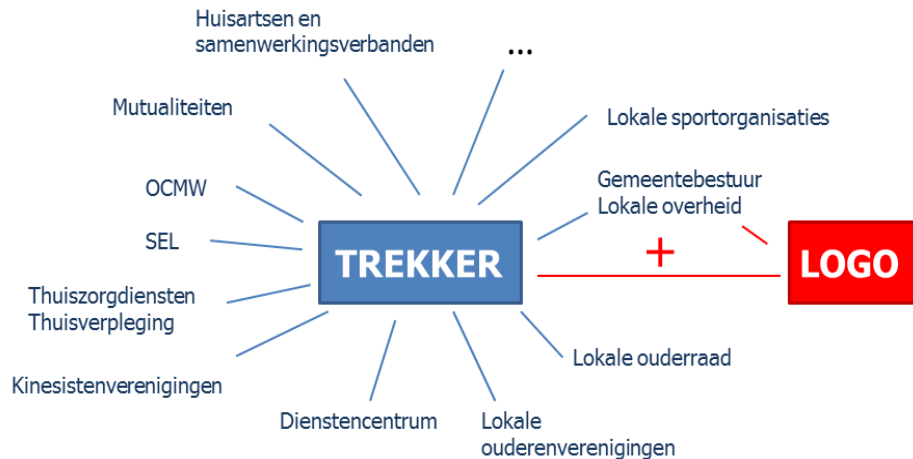 Huisartsen en
samenwerkingsverbanden
...
Mutualiteiten
Lokale sportorganisaties
OCMW
Gemeentebestuur
Lokale overheid
SEL
TREKKER
+
LOGO
Thuiszorgdiensten
Thuisverpleging
Lokale ouderraad
Kinesistenverenigingen
Dienstencentrum
Lokale
ouderenverenigingen